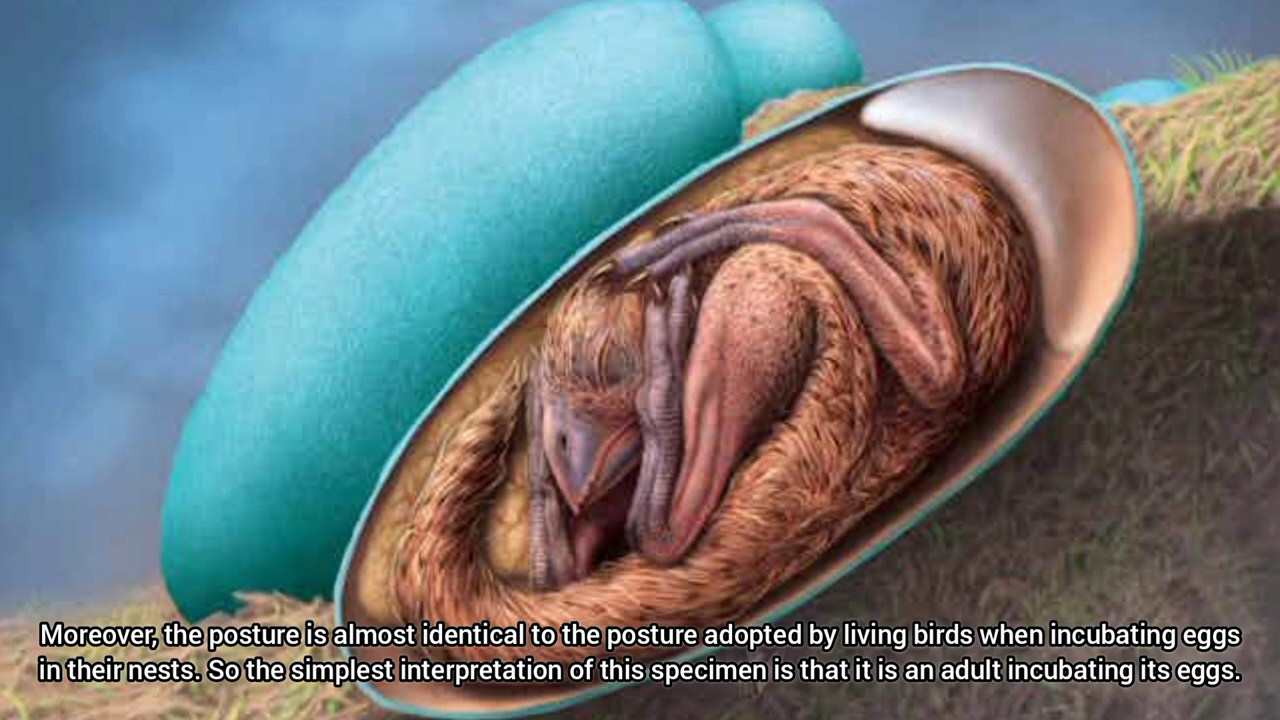 Moreover, the posture is almost identical to the posture adopted by living birds when incubating eggs
in their nests. So the simplest interpretation of this specimen is that it is an adult incubating its eggs.